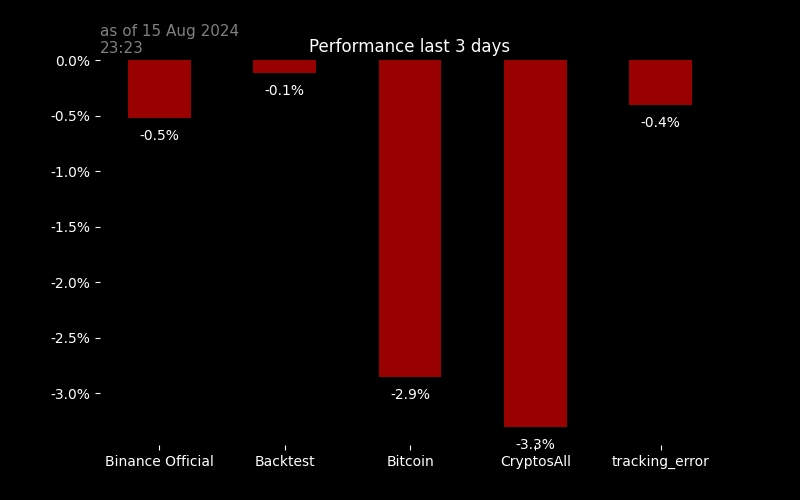 as of 15 Aug 2024
23:23
Performance last 3 days
0.0%
-0.5%
-1.0%
-1.5%
-2.0%
-2.5%
-3.0%
-0.5%
-0.1%
-2.9%
-3.3%
-0.4%
Binance Official
Backtest
Bitcoin
CryptosAll
tracking_error